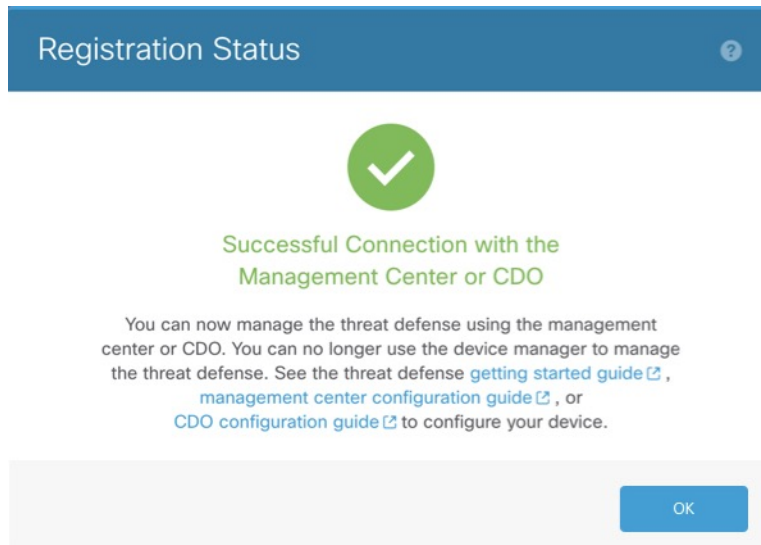 Registration Status
?
Successful Connection with the
Management Center or CDO
You can now manage the threat defense using the management
center or CDO. You can no longer use the device manager to manage
the threat defense. See the threat defense getting started guide ,
management center configuration guide , or
CDO configuration guide to configure your device.
OK